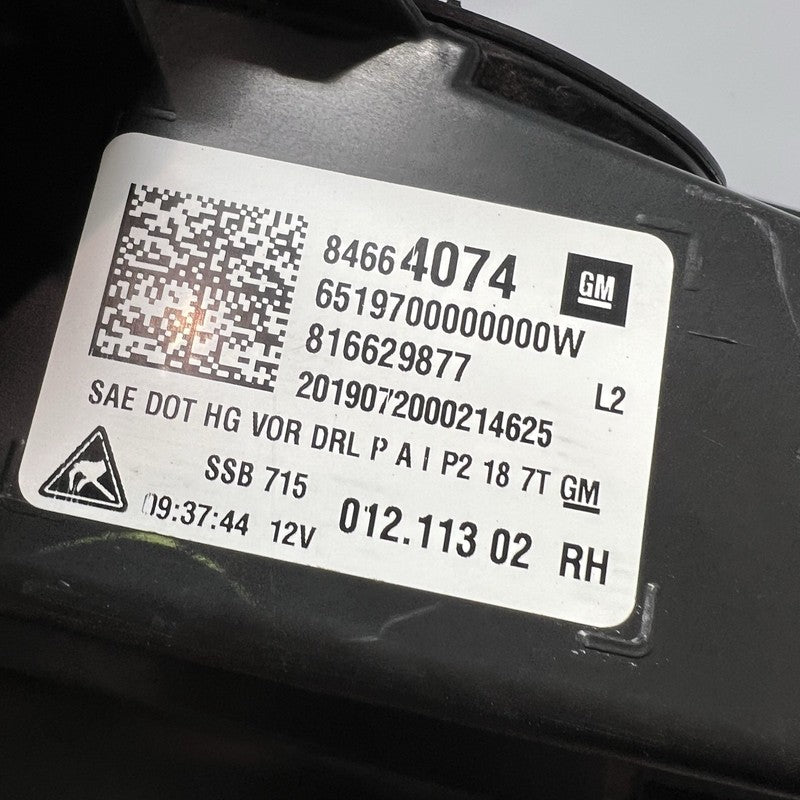 84664074 GM
6519700000000W
816629877 L2
2019072000214625
SAE DOT HG VOR DRL P A I P2 18 7T GM
SSB 715
09:37:44 12V 012.113 02 RH